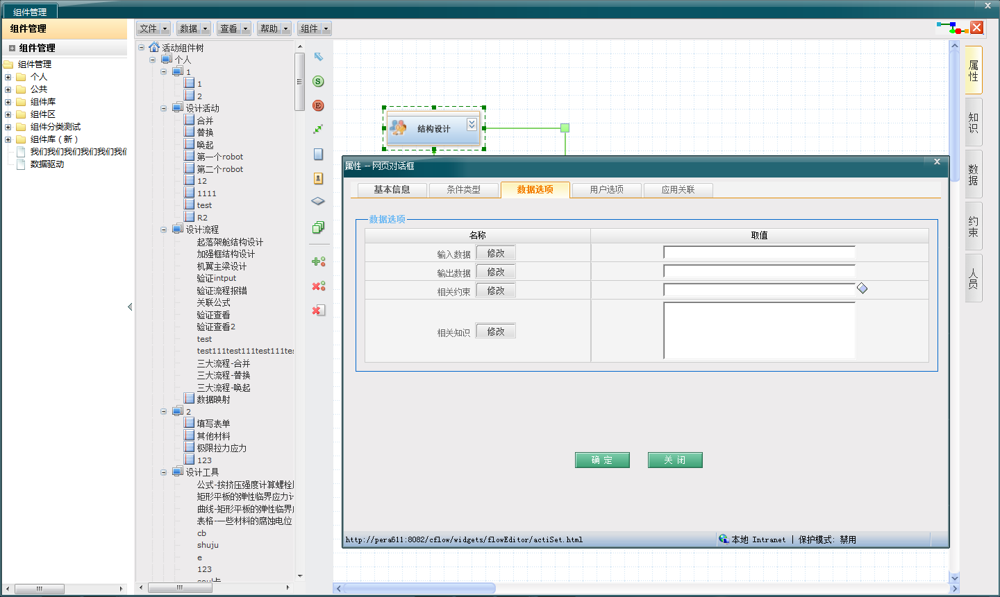 组件管理
组件管理
组件管理
组件管理
个人
公共
组件库
组件区
组件分类测试
组件库（新）
我们我们我们我们我们
数据驱动
文件
数据
查看
帮助
组件
活动组件树
个人
1
1
2
设计活动
合并
替换
唤起
第一个robot
第二个robot
12
1111
test
R2
设计流程
起落架舱结构设计
加强框结构设计
机翼主梁设计
验证intput
验证流程报错
关联公式
验证查看
验证查看2
test
test111test111test111tes
三大流程-合并
三大流程-替换
三大流程-唤起
数据映射
2
填写表单
其他材料
极限拉力应力
123
设计工具
公式-按挤压强度计算螺栓
矩形平板的弹性临界应力计
曲线-矩形平板的弹性临界
表格-一些材料的腐蚀电位
cb
shuju
e
123
S
E
结构设计
属性 -- 网页对话框
基本信息
条件类型
数据选项
用户选项
应用关联
数据选项
名称
取值
输入数据 修改
输出数据 修改
相关约束 修改
相关知识 修改
确 定
关 闭
http://pera611:8082/cflow/widgets/flowEditor/actiSet.html
本地 Intranet | 保护模式: 禁用
属性
知识
数据
约束
人员